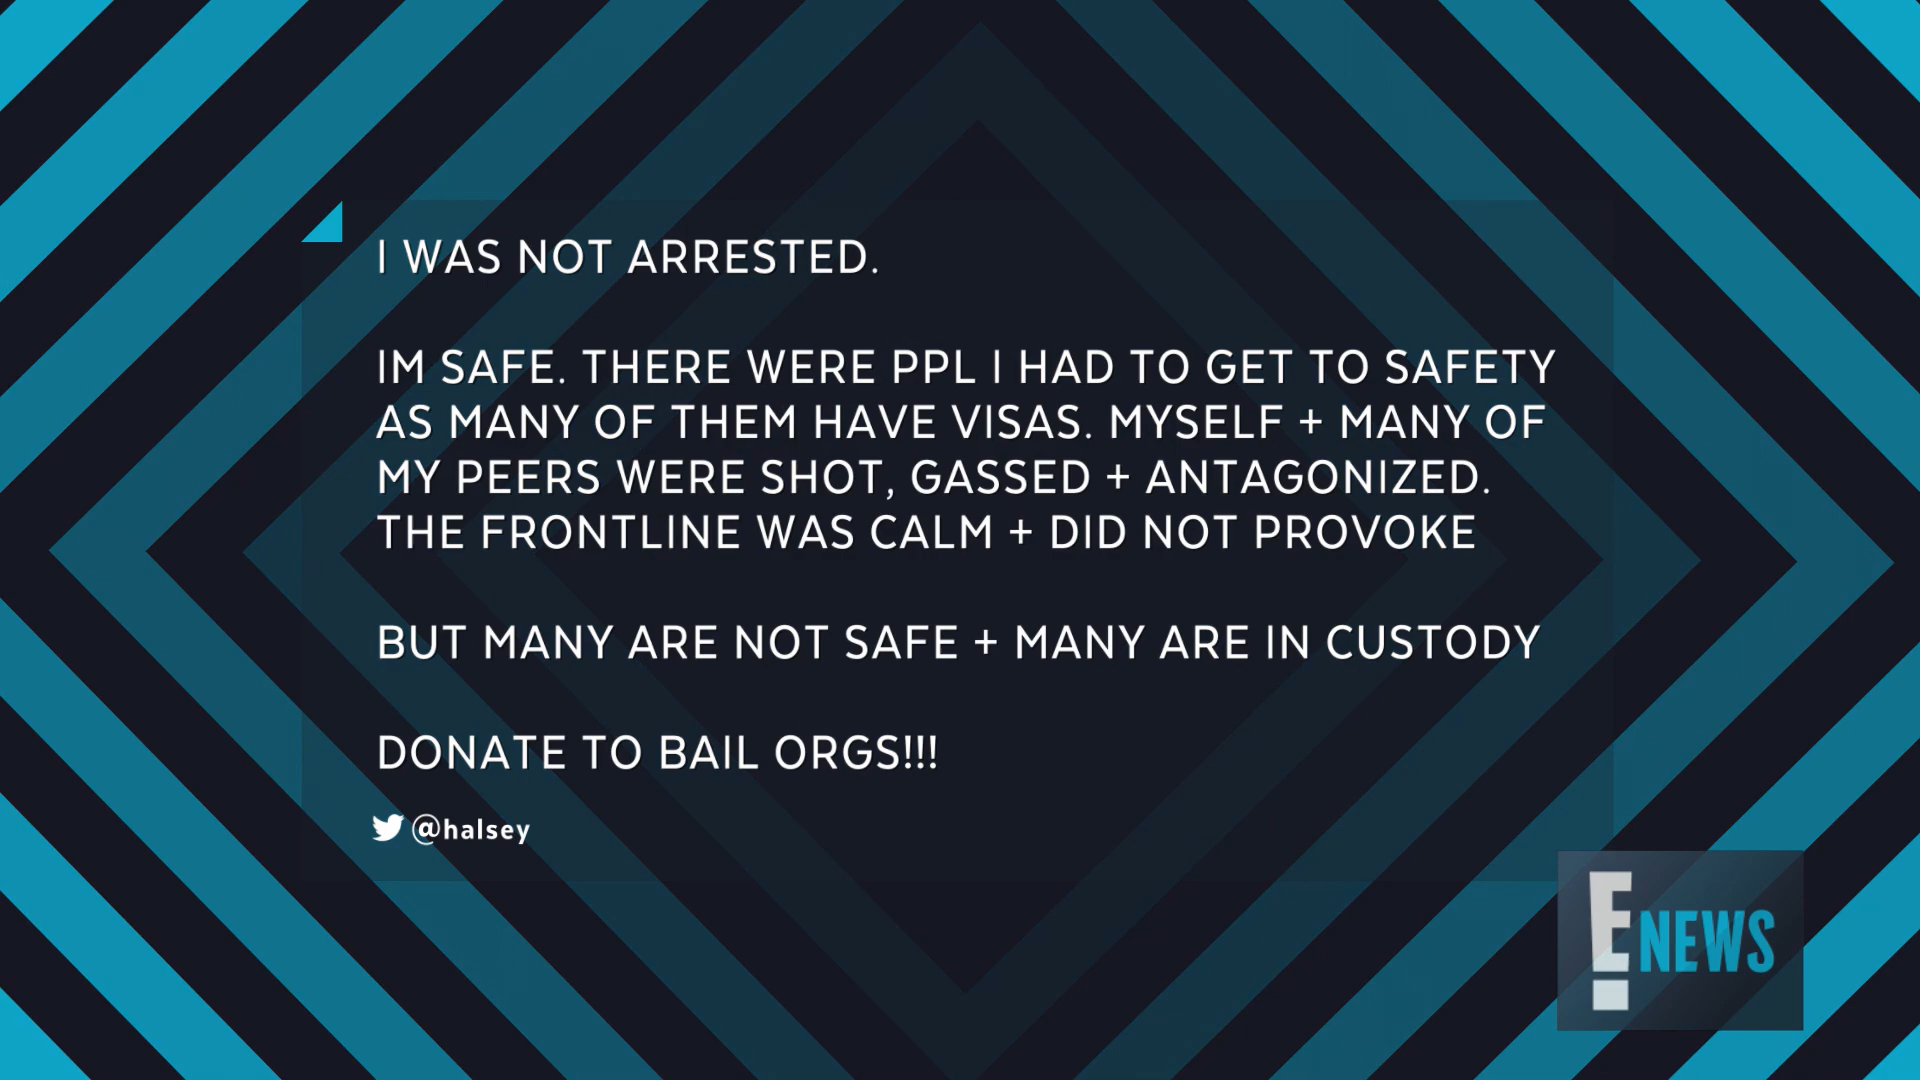 I WAS NOT ARRESTED.
IM SAFE. THERE WERE PPL I HAD TO GET TO SAFETY
AS MANY OF THEM HAVE VISAS. MYSELF + MANY OF
MY PEERS WERE SHOT, GASSED + ANTAGONIZED.
THE FRONTLINE WAS CALM + DID NOT PROVOKE
BUT MANY ARE NOT SAFE + MANY ARE IN CUSTODY
DONATE TO BAIL ORGS!!!
@halsey
E! NEWS